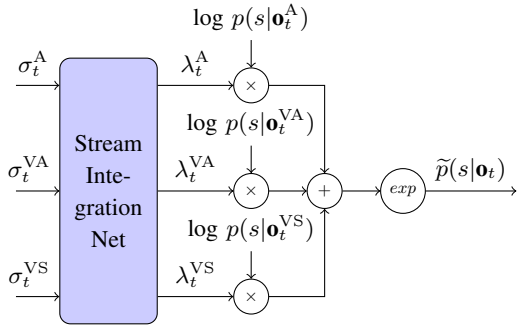 log p(s|o_t^A)
σ_t^A
λ_t^A
×
log p(s|o_t^VA)
Stream
Inte-
gration
Net
σ_t^VA
λ_t^VA
×
+
exp
p̃(s|o_t)
log p(s|o_t^VS)
σ_t^VS
λ_t^VS
×